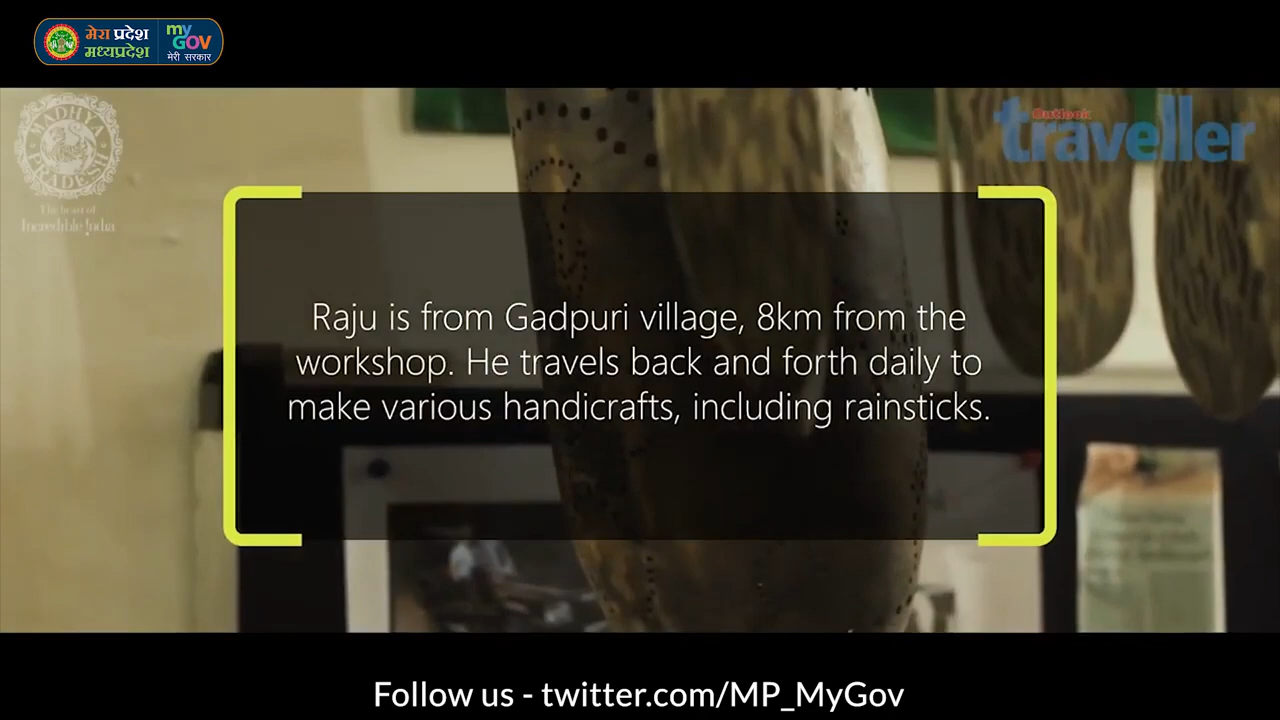 मेरा प्रदेश
मध्यप्रदेश
my
GOV
मेरी सरकार
MADHYA PRADESH
The heart of
Incredible !ndia
Outlook
traveller
Raju is from Gadpuri village, 8km from the
workshop. He travels back and forth daily to
make various handicrafts, including rainsticks.
Follow us - twitter.com/MP_MyGov